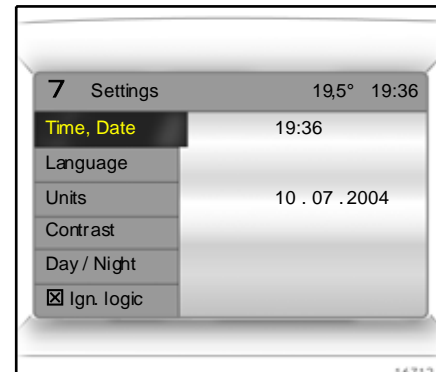 7 Settings 19,5° 19:36
Time, Date 19:36
Language
Units 10 . 07 . 2004
Contrast
Day / Night
☒ Ign. logic
16712